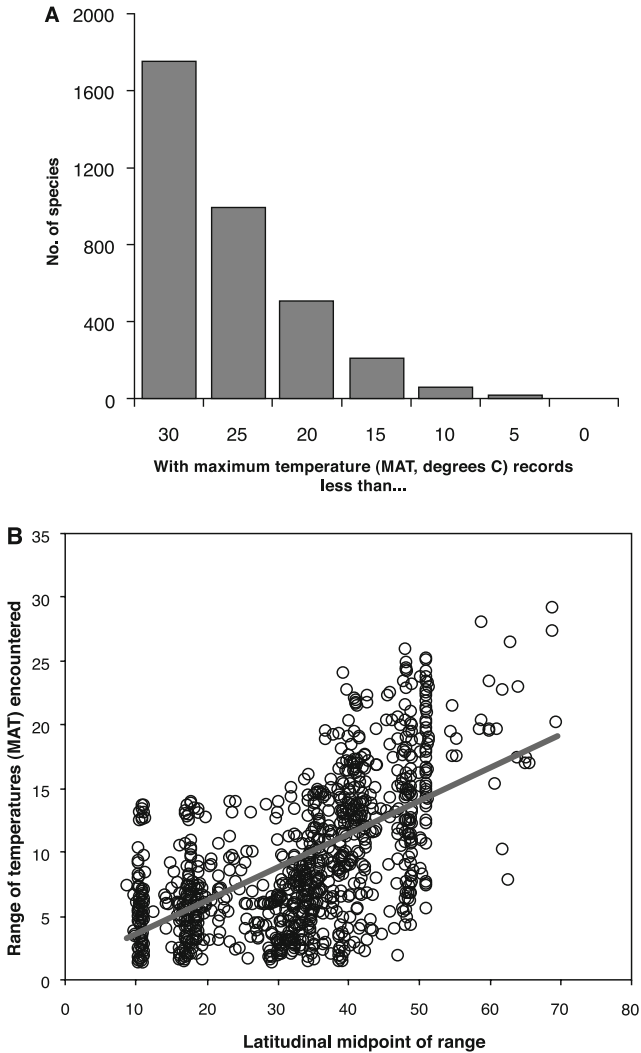 A
2000
1600
1200
800
400
0
No. of species
30 25 20 15 10 5 0
With maximum temperature (MAT, degrees C) records
less than...
B
35
30
25
20
15
10
5
0
Range of temperatures (MAT) encountered
0 10 20 30 40 50 60 70 80
Latitudinal midpoint of range